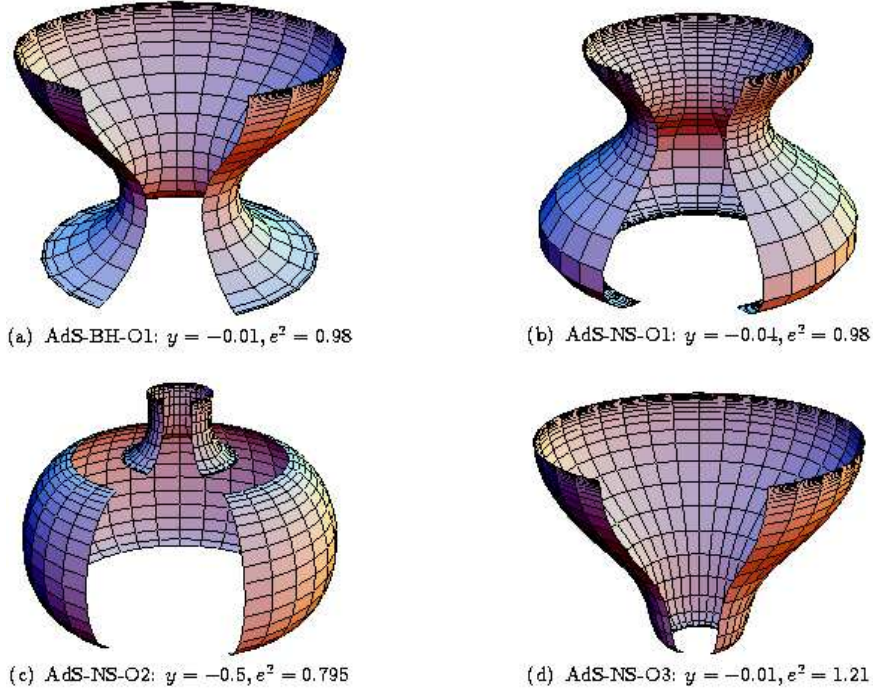 (a) AdS-BH-O1: y = −0.01, e² = 0.98
(b) AdS-NS-O1: y = −0.04, e² = 0.98
(c) AdS-NS-O2: y = −0.5, e² = 0.795
(d) AdS-NS-O3: y = −0.01, e² = 1.21